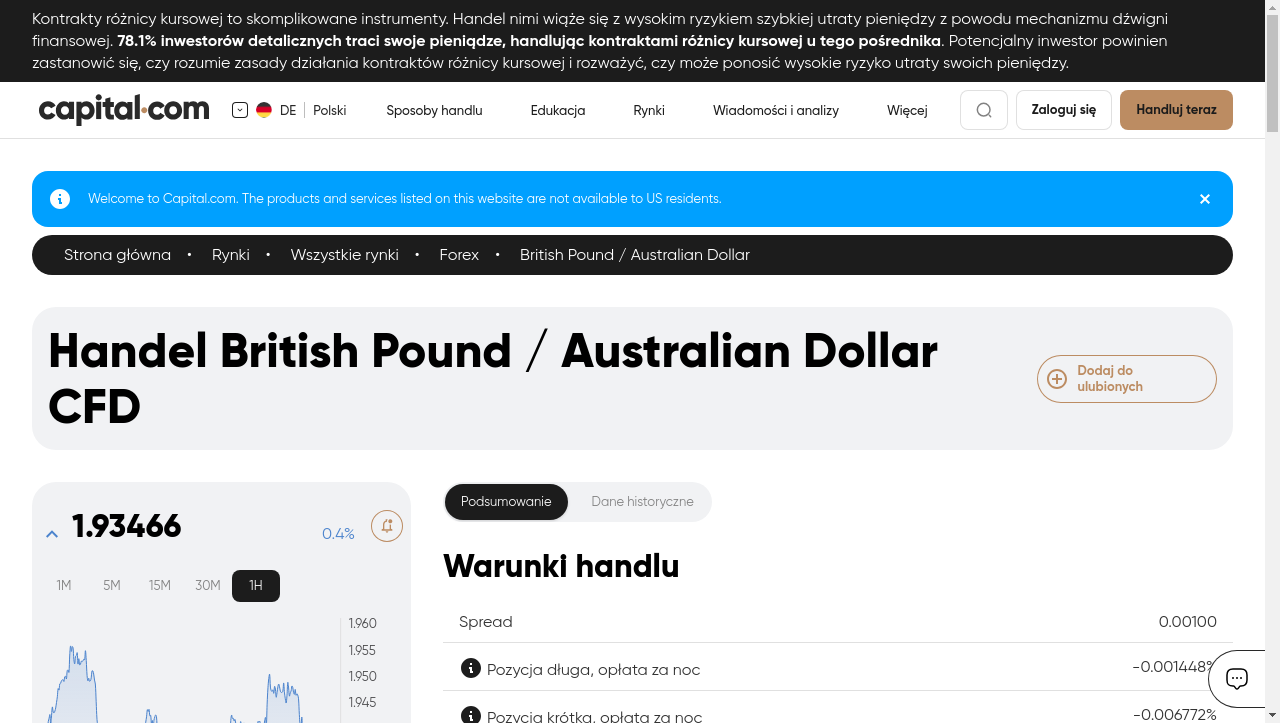 Kontrakty różnicy kursowej to skomplikowane instrumenty. Handel nimi wiąże się z wysokim ryzykiem szybkiej utraty pieniędzy z powodu mechanizmu dźwigni
finansowej. 78.1% inwestorów detalicznych traci swoje pieniądze, handlując kontraktami różnicy kursowej u tego pośrednika. Potencjalny inwestor powinien
zastanowić się, czy rozumie zasady działania kontraktów różnicy kursowej i rozważyć, czy może ponosić wysokie ryzyko utraty swoich pieniędzy.
capital.com DE Polski Sposoby handlu Edukacja Rynki Wiadomości i analizy Więcej Zaloguj się Handluj teraz
Welcome to Capital.com. The products and services listed on this website are not available to US residents.
Strona główna • Rynki • Wszystkie rynki • Forex • British Pound / Australian Dollar
Handel British Pound / Australian Dollar
CFD
Dodaj do
ulubionych
1.93466 0.4%
1M 5M 15M 30M 1H
1.960
1.955
1.950
1.945
Podsumowanie Dane historyczne
Warunki handlu
Spread 0.00100
Pozycja długa, opłata za noc -0.001448%
Pozycja krótka, opłata za noc -0.006772%